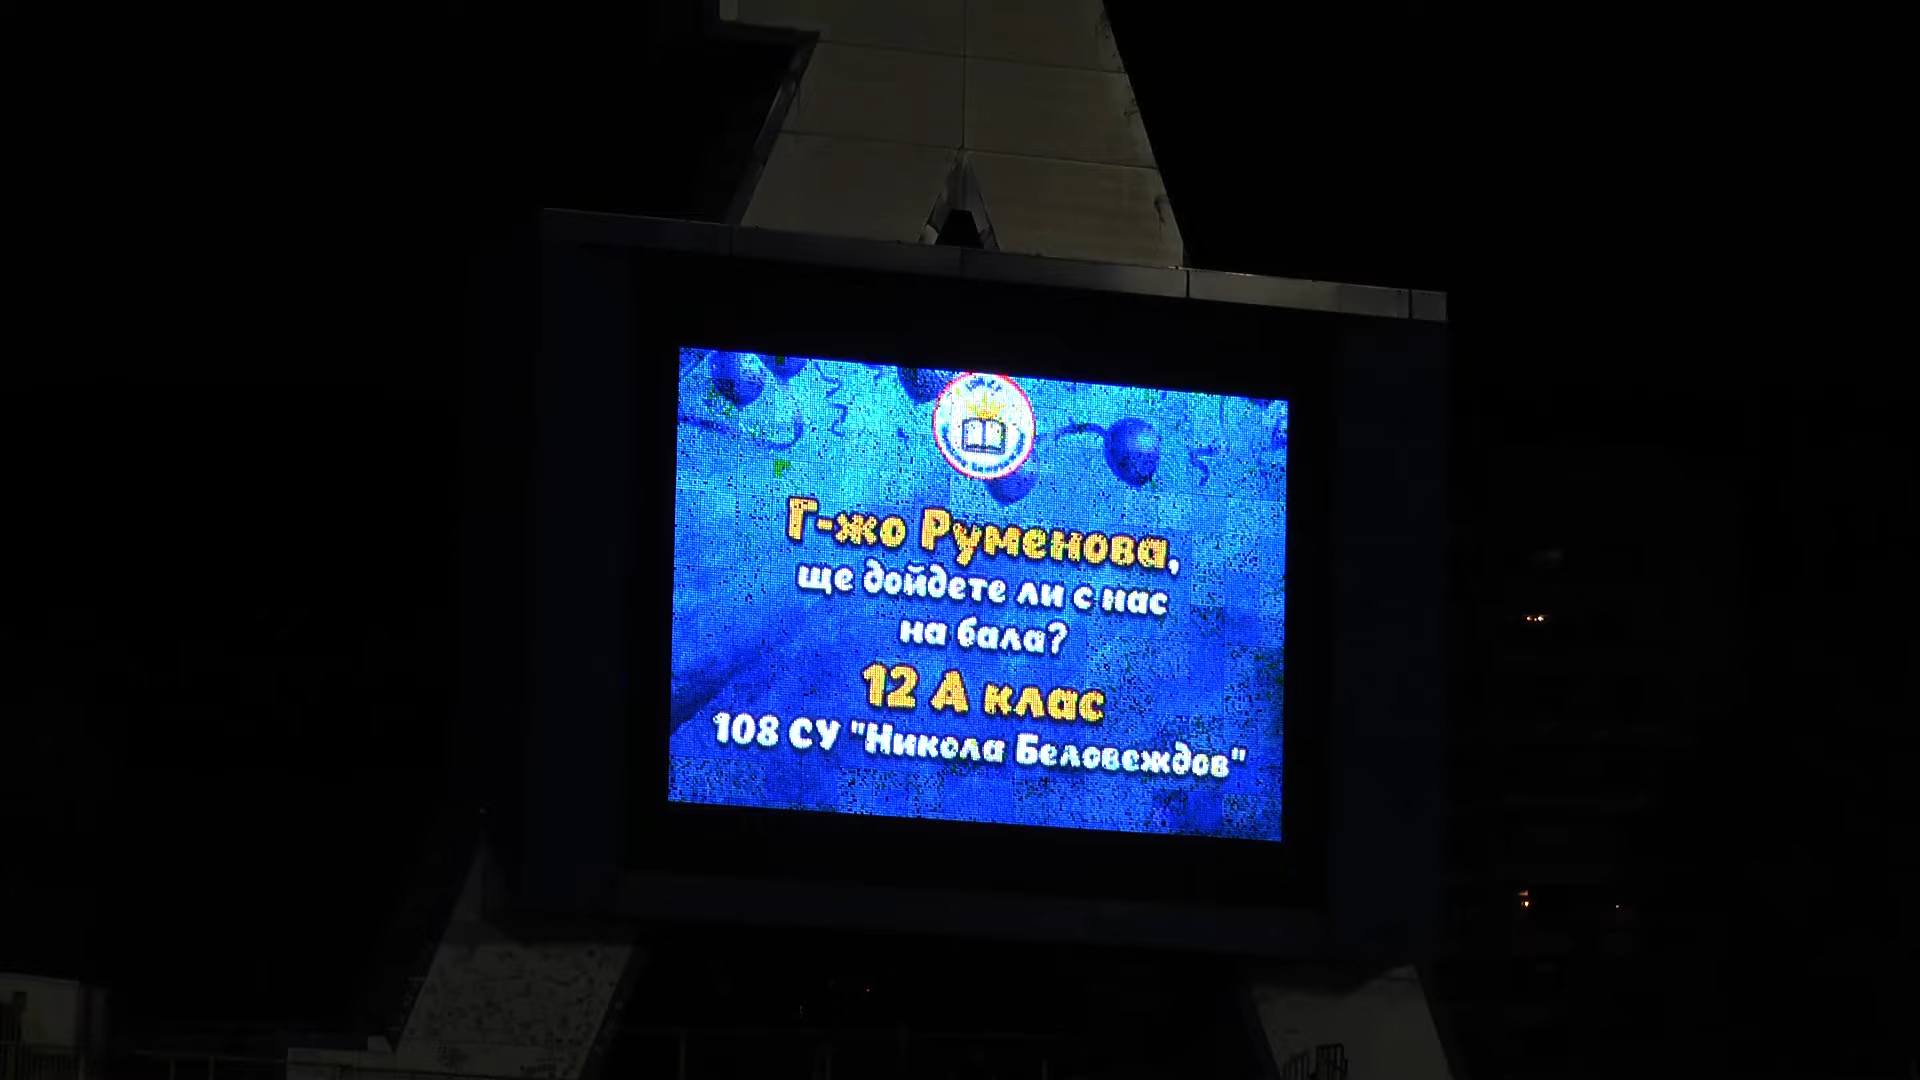 Г-жо Руменова,
ще дойдете ли с нас
на бала?
12 А клас
108 СУ "Никола Беловеждов"